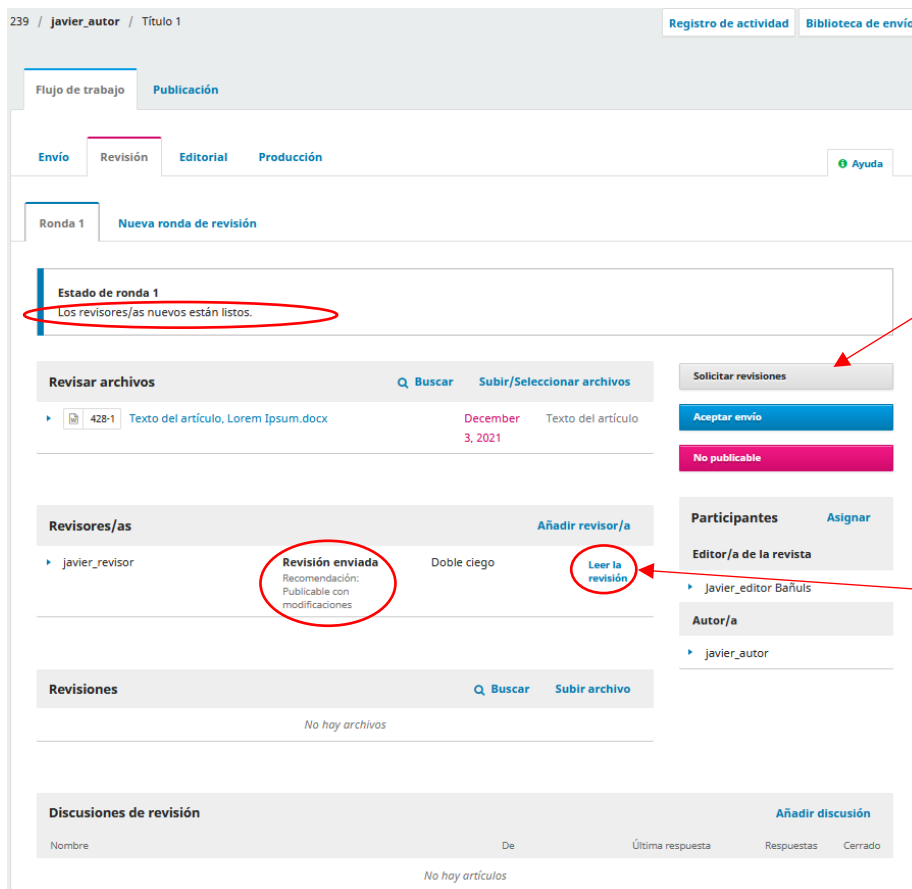 239 / javier_autor / Título 1
Registro de actividad
Biblioteca de envío
Flujo de trabajo
Publicación
Envío
Revisión
Editorial
Producción
Ayuda
Ronda 1
Nueva ronda de revisión
Estado de ronda 1
Los revisores/as nuevos están listos.
Revisar archivos
Buscar
Subir/Seleccionar archivos
428-1 Texto del artículo, Lorem Ipsum.docx
December
3, 2021
Texto del artículo
Solicitar revisiones
Aceptar envío
No publicable
Revisores/as
Añadir revisor/a
javier_revisor
Revisión enviada
Recomendación:
Publicable con
modificaciones
Doble ciego
Leer la
revisión
Participantes
Asignar
Editor/a de la revista
Javier_editor Bañuls
Autor/a
javier_autor
Revisiones
Buscar
Subir archivo
No hay archivos
Discusiones de revisión
Añadir discusión
Nombre
De
Última respuesta
Respuestas
Cerrado
No hay artículos